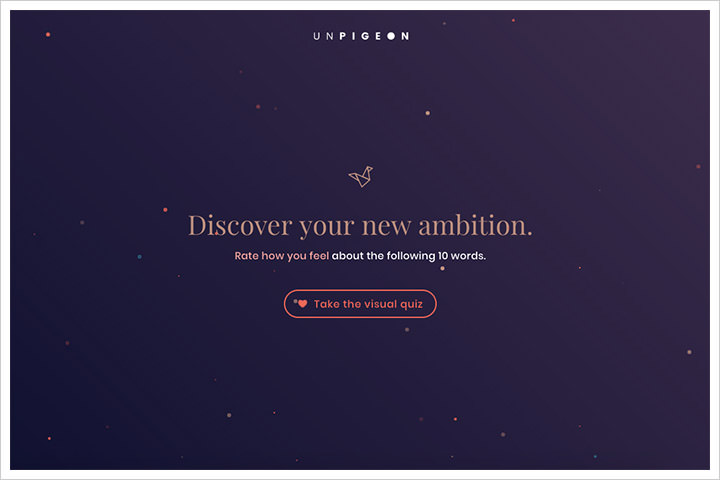 UNPIGEON
Discover your new ambition.
Rate how you feel about the following 10 words.
Take the visual quiz